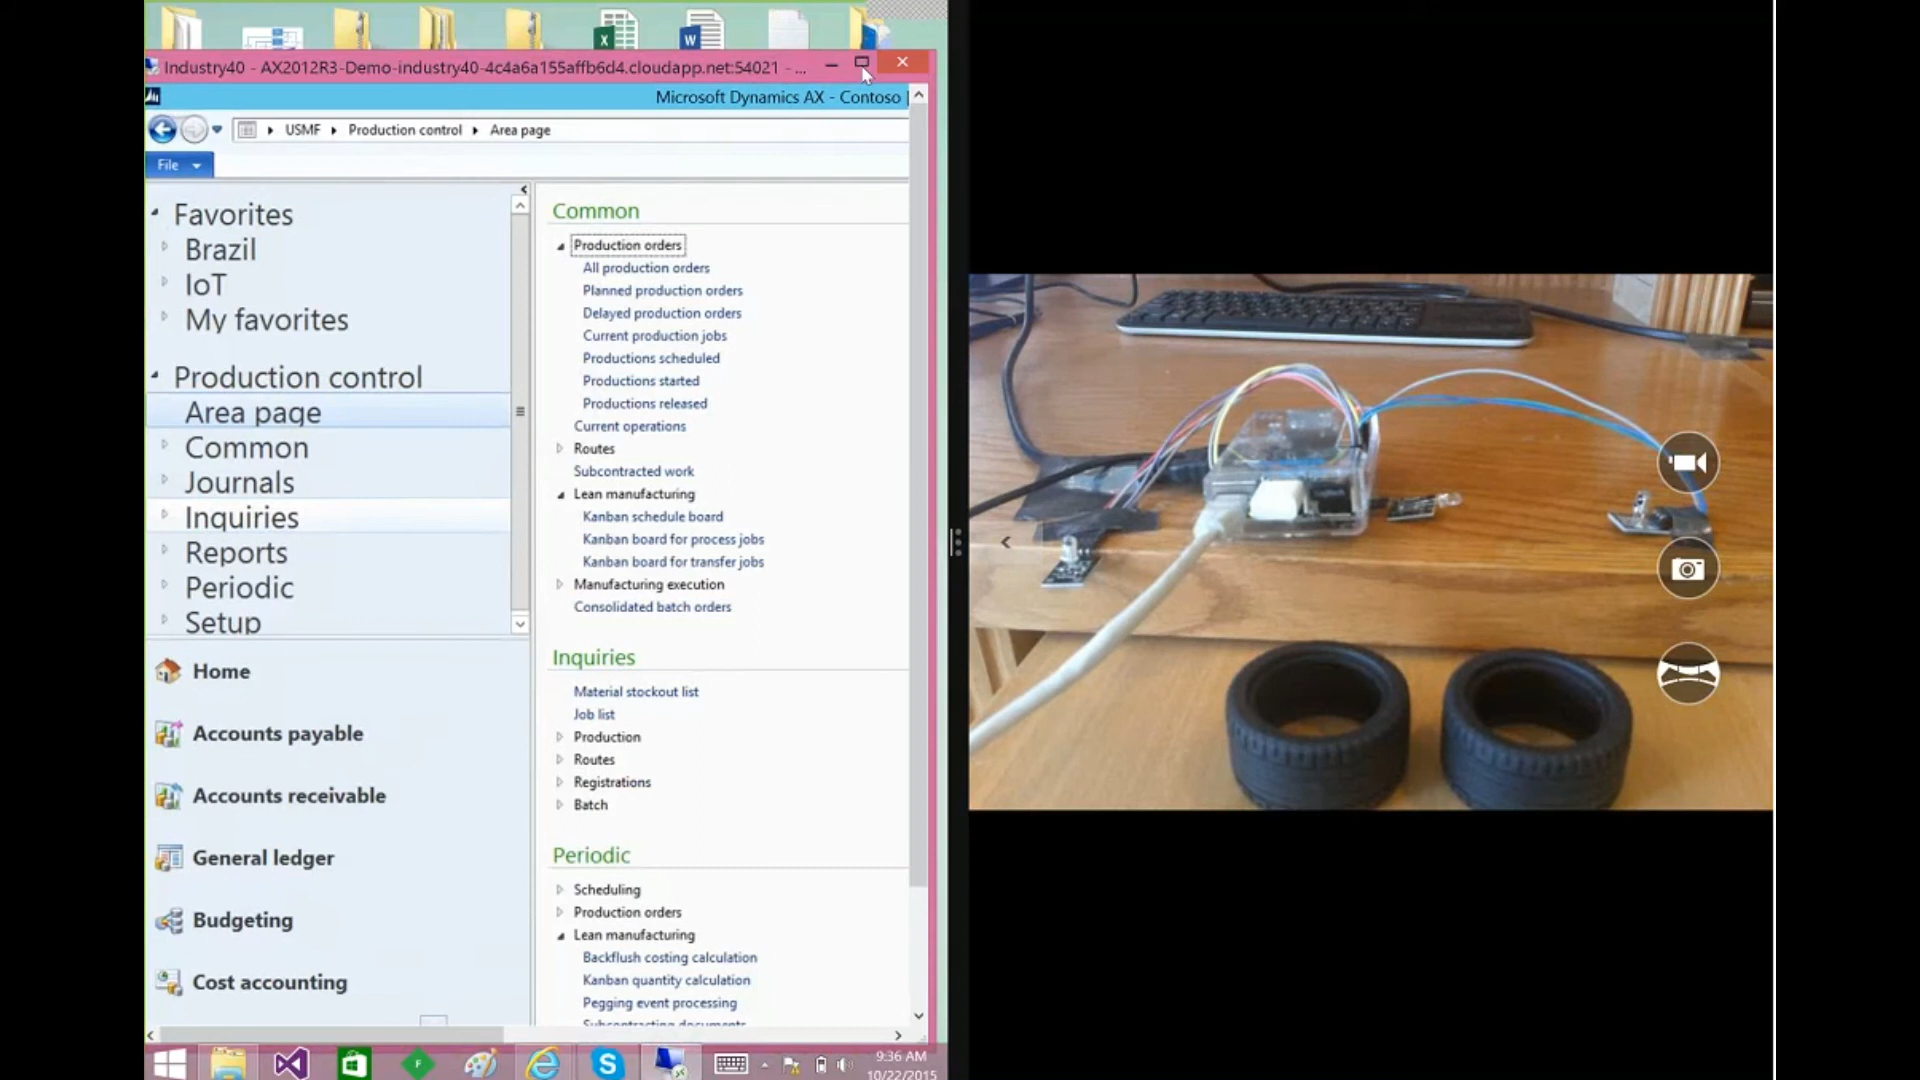 Industry40 - AX2012R3-Demo-industry40-4c4a6a155affb6d4.cloudapp.net:54021 - ...
Microsoft Dynamics AX - Contoso
USMF Production control Area page
File
Favorites
Brazil
IoT
My favorites
Production control
Area page
Common
Journals
Inquiries
Reports
Periodic
Setup
Home
Accounts payable
Accounts receivable
General ledger
Budgeting
Cost accounting
Common
Production orders
All production orders
Planned production orders
Delayed production orders
Current production jobs
Productions scheduled
Productions started
Productions released
Current operations
Routes
Subcontracted work
Lean manufacturing
Kanban schedule board
Kanban board for process jobs
Kanban board for transfer jobs
Manufacturing execution
Consolidated batch orders
Inquiries
Material stockout list
Job list
Production
Routes
Registrations
Batch
Periodic
Scheduling
Production orders
Lean manufacturing
Backflush costing calculation
Kanban quantity calculation
Pegging event processing
Subcontracting documents
9:36 AM
10/22/2015